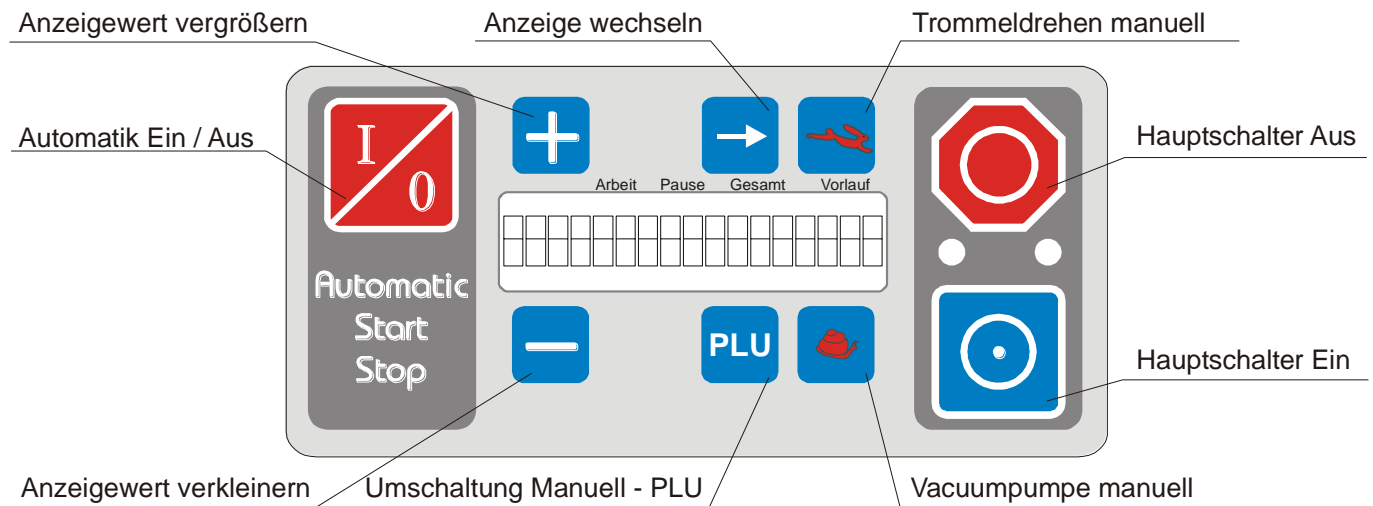 Anzeigewert vergrößern
Anzeige wechseln
Trommeldrehen manuell
Automatik Ein / Aus
I
0
Hauptschalter Aus
Arbeit Pause Gesamt Vorlauf
Automatic
Start
Stop
PLU
Hauptschalter Ein
Anzeigewert verkleinern
Umschaltung Manuell - PLU
Vacuumpumpe manuell